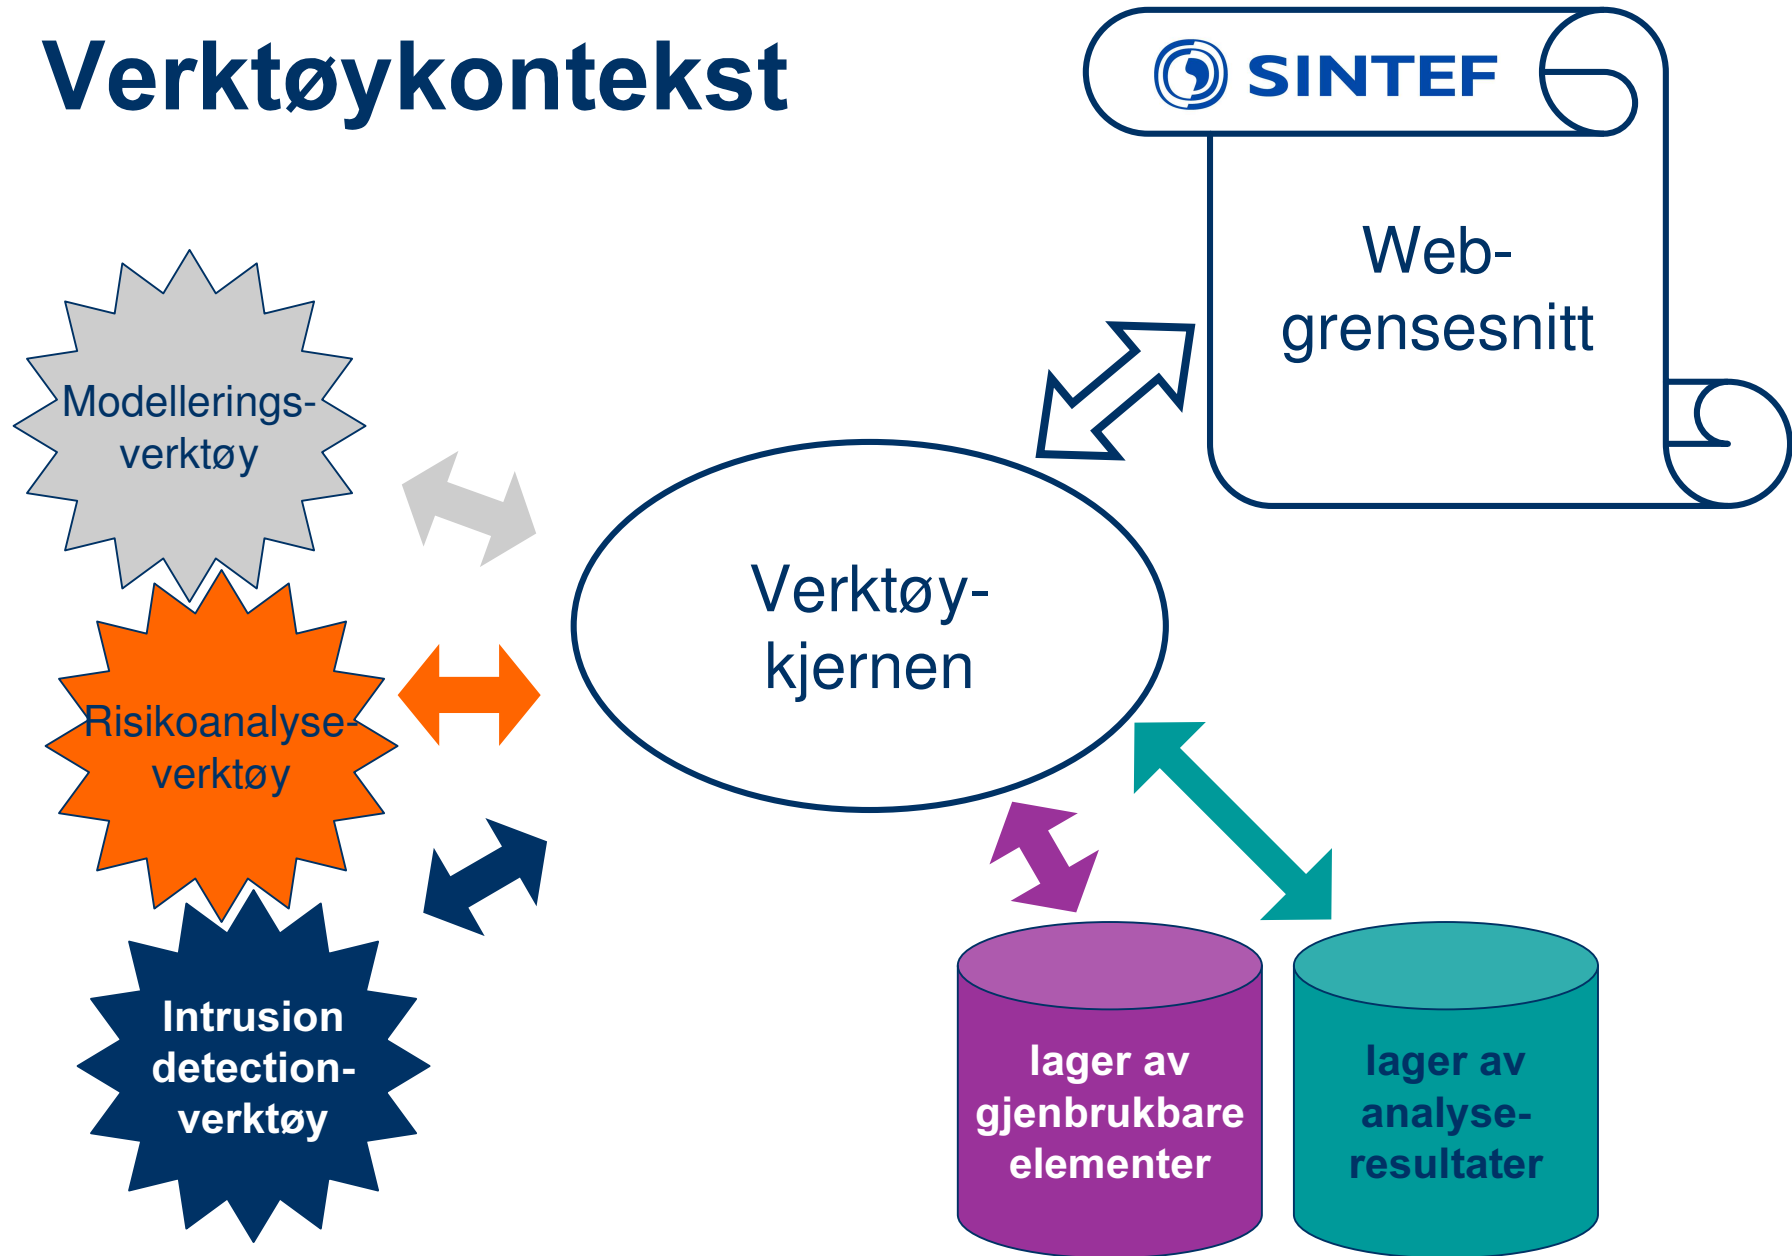 Verktøykontekst
SINTEF
Web-
grensesnitt
Modellerings-
verktøy
Verktøy-
kjernen
Risikoanalyse-
verktøy
Intrusion
detection-
verktøy
lager av
gjenbrukbare
elementer
lager av
analyse-
resultater